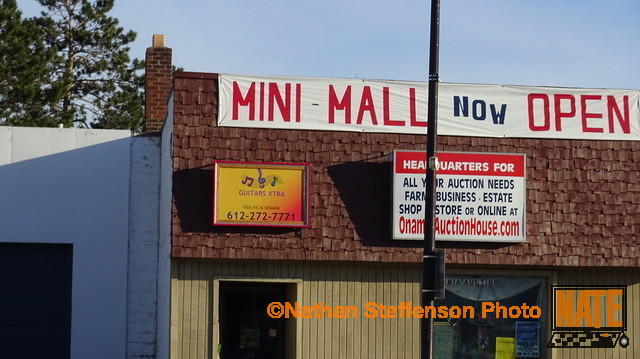 MINI - MALL NOW OPEN
GUITARS XTRA
612-272-7771
HEADQUARTERS FOR
ALL YOUR AUCTION NEEDS
FARM BUSINESS ESTATE
SHOP STORE or ONLINE AT
OnamiaAuctionHouse.com
AUCTION
©Nathan Steffenson Photo
NATE